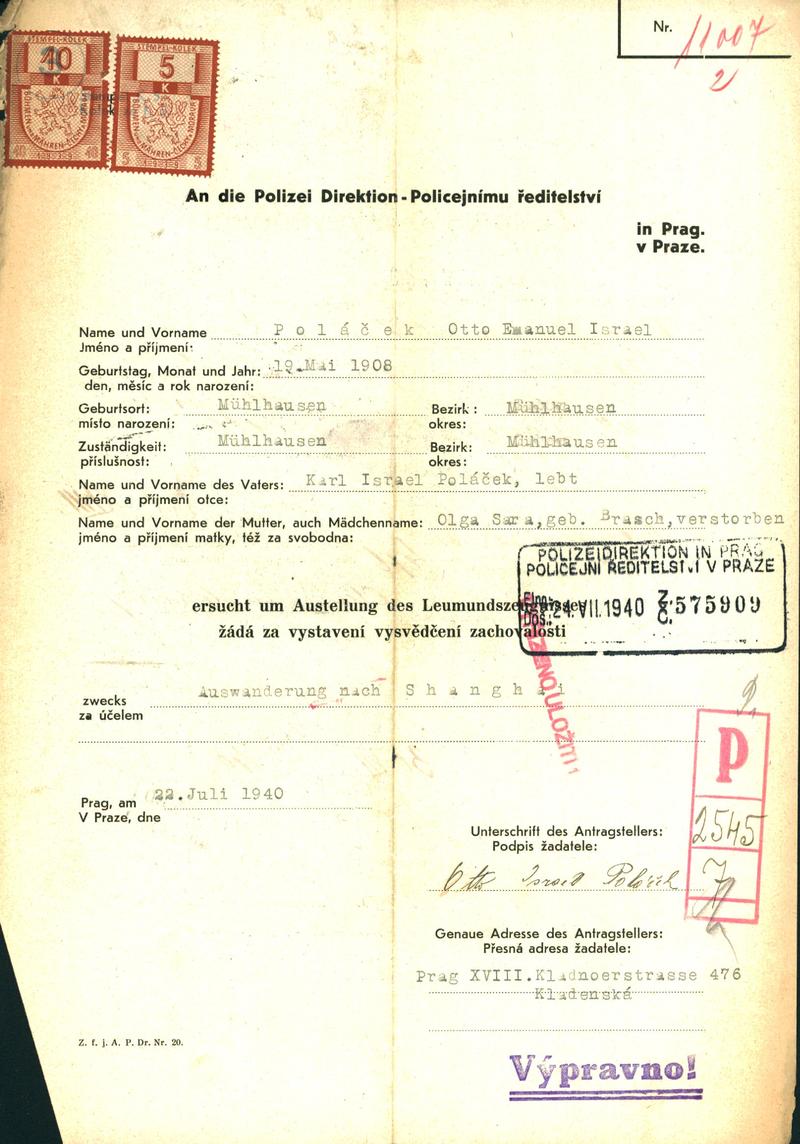 STEMPEL-KOLEK STEMPEL-KOLEK
10 5
K K
BÖHMEN u. MÄHREN
Nr. 11007
2
An die Polizei Direktion - Policejnímu ředitelství
in Prag.
v Praze.
Name und Vorname P o l á č e k Otto Emanuel Israel
Jméno a příjmení:
Geburtstag, Monat und Jahr: 19.Mai 1908
den, měsíc a rok narození:
Geburtsort: Mühlhausen Bezirk: Mühlhausen
místo narození: okres:
Zuständigkeit: Mühlhausen Bezirk: Mühlhausen
příslušnost: okres:
Name und Vorname des Vaters: Karl Israel Poláček, lebt
jméno a příjmení otce:
Name und Vorname der Mutter, auch Mädchenname: Olga Sara,geb. Brasch,verstorben
jméno a příjmení matky, též za svobodna:
POLIZEIDIREKTION IN PRAG
POLICEJNÍ ŘEDITELSTVÍ V PRAZE
24.VII.1940 575909
Došl. Č.
ersucht um Austellung des Leumundszeugnisses
žádá za vystavení vysvědčení zachovalosti
ULOŽITI
zwecks Auswanderung nach S h a n g h a i
za účelem
P
2545
Prag, am 22.Juli 1940
V Praze, dne
Unterschrift des Antragstellers:
Podpis žadatele:
Otto Israel Poláček
Genaue Adresse des Antragstellers:
Přesná adresa žadatele:
Prag XVIII.Kladnoerstrasse 476
Kladenská
Z. f. j. A. P. Dr. Nr. 20.
Výpravno!